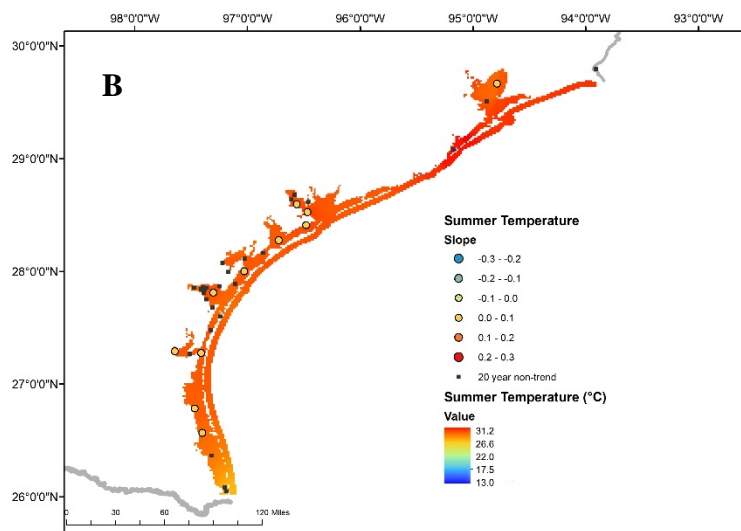 98°0'0"W 97°0'0"W 96°0'0"W 95°0'0"W 94°0'0"W 93°0'0"W
30°0'0"N
B
29°0'0"N
28°0'0"N
27°0'0"N
26°0'0"N
Summer Temperature
Slope
-0.3 - -0.2
-0.2 - -0.1
-0.1 - 0.0
0.0 - 0.1
0.1 - 0.2
0.2 - 0.3
20 year non-trend
Summer Temperature (°C)
Value
31.2
26.6
22.0
17.5
13.0
0 30 60 120 Miles